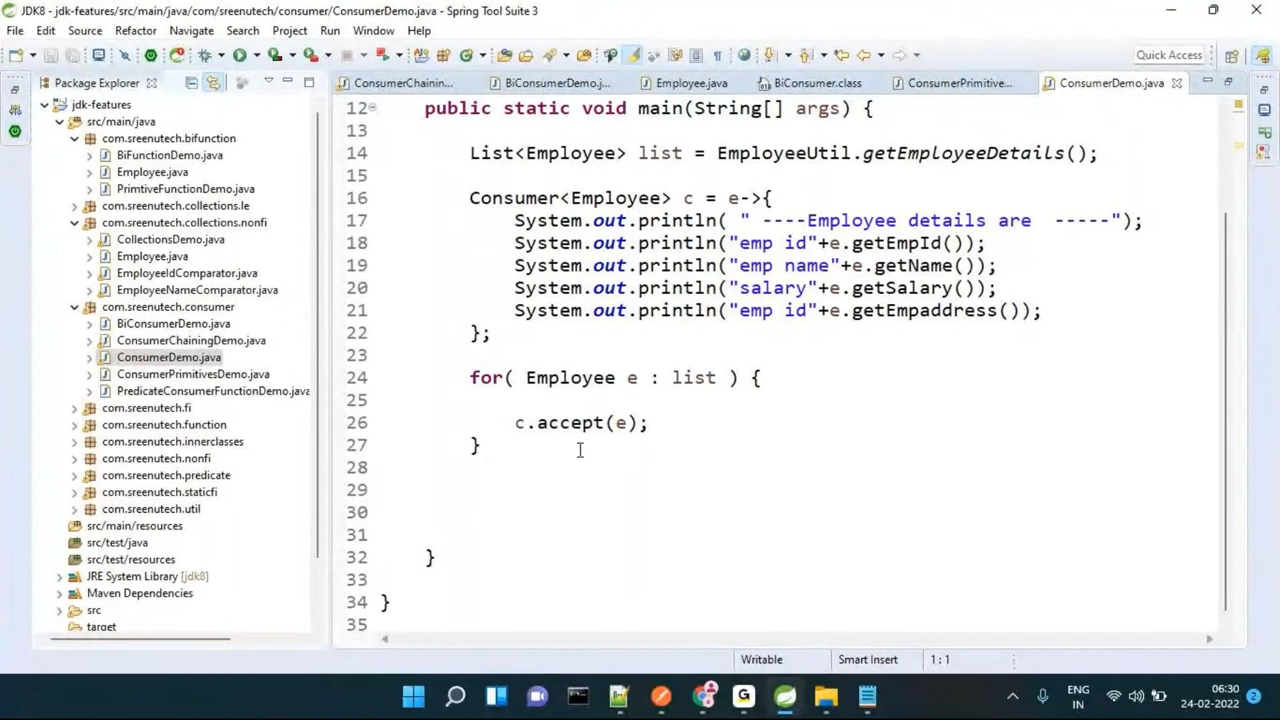 JDK8 - jdk-features/src/main/java/com/sreenutech/consumer/ConsumerDemo.java - Spring Tool Suite 3
File Edit Source Refactor Navigate Search Project Run Window Help
Quick Access
Package Explorer
ConsumerChainin... BiConsumerDemo.j... Employee.java BiConsumer.class ConsumerPrimitive... ConsumerDemo.java
jdk-features
src/main/java
com.sreenutech.bifunction
BiFunctionDemo.java
Employee.java
PrimtiveFunctionDemo.java
com.sreenutech.collections.le
com.sreenutech.collections.nonfi
CollectionsDemo.java
Employee.java
EmployeeIdComparator.java
EmployeeNameComparator.java
com.sreenutech.consumer
BiConsumerDemo.java
ConsumerChainingDemo.java
ConsumerDemo.java
ConsumerPrimitivesDemo.java
PredicateConsumerFunctionDemo.java
com.sreenutech.fi
com.sreenutech.function
com.sreenutech.innerclasses
com.sreenutech.nonfi
com.sreenutech.predicate
com.sreenutech.staticfi
com.sreenutech.util
src/main/resources
src/test/java
src/test/resources
JRE System Library [jdk8]
Maven Dependencies
src
target
12 public static void main(String[] args) {
13
14 List<Employee> list = EmployeeUtil.getEmployeeDetails();
15
16 Consumer<Employee> c = e->{
17 System.out.println( " ----Employee details are  -----");
18 System.out.println("emp id"+e.getEmpId());
19 System.out.println("emp name"+e.getName());
20 System.out.println("salary"+e.getSalary());
21 System.out.println("emp id"+e.getEmpaddress());
22 };
23
24 for( Employee e : list ) {
25
26 c.accept(e);
27 }
28
29
30
31
32 }
33
34 }
35
Writable Smart Insert 1 : 1
ENG
IN
06:30
24-02-2022
2